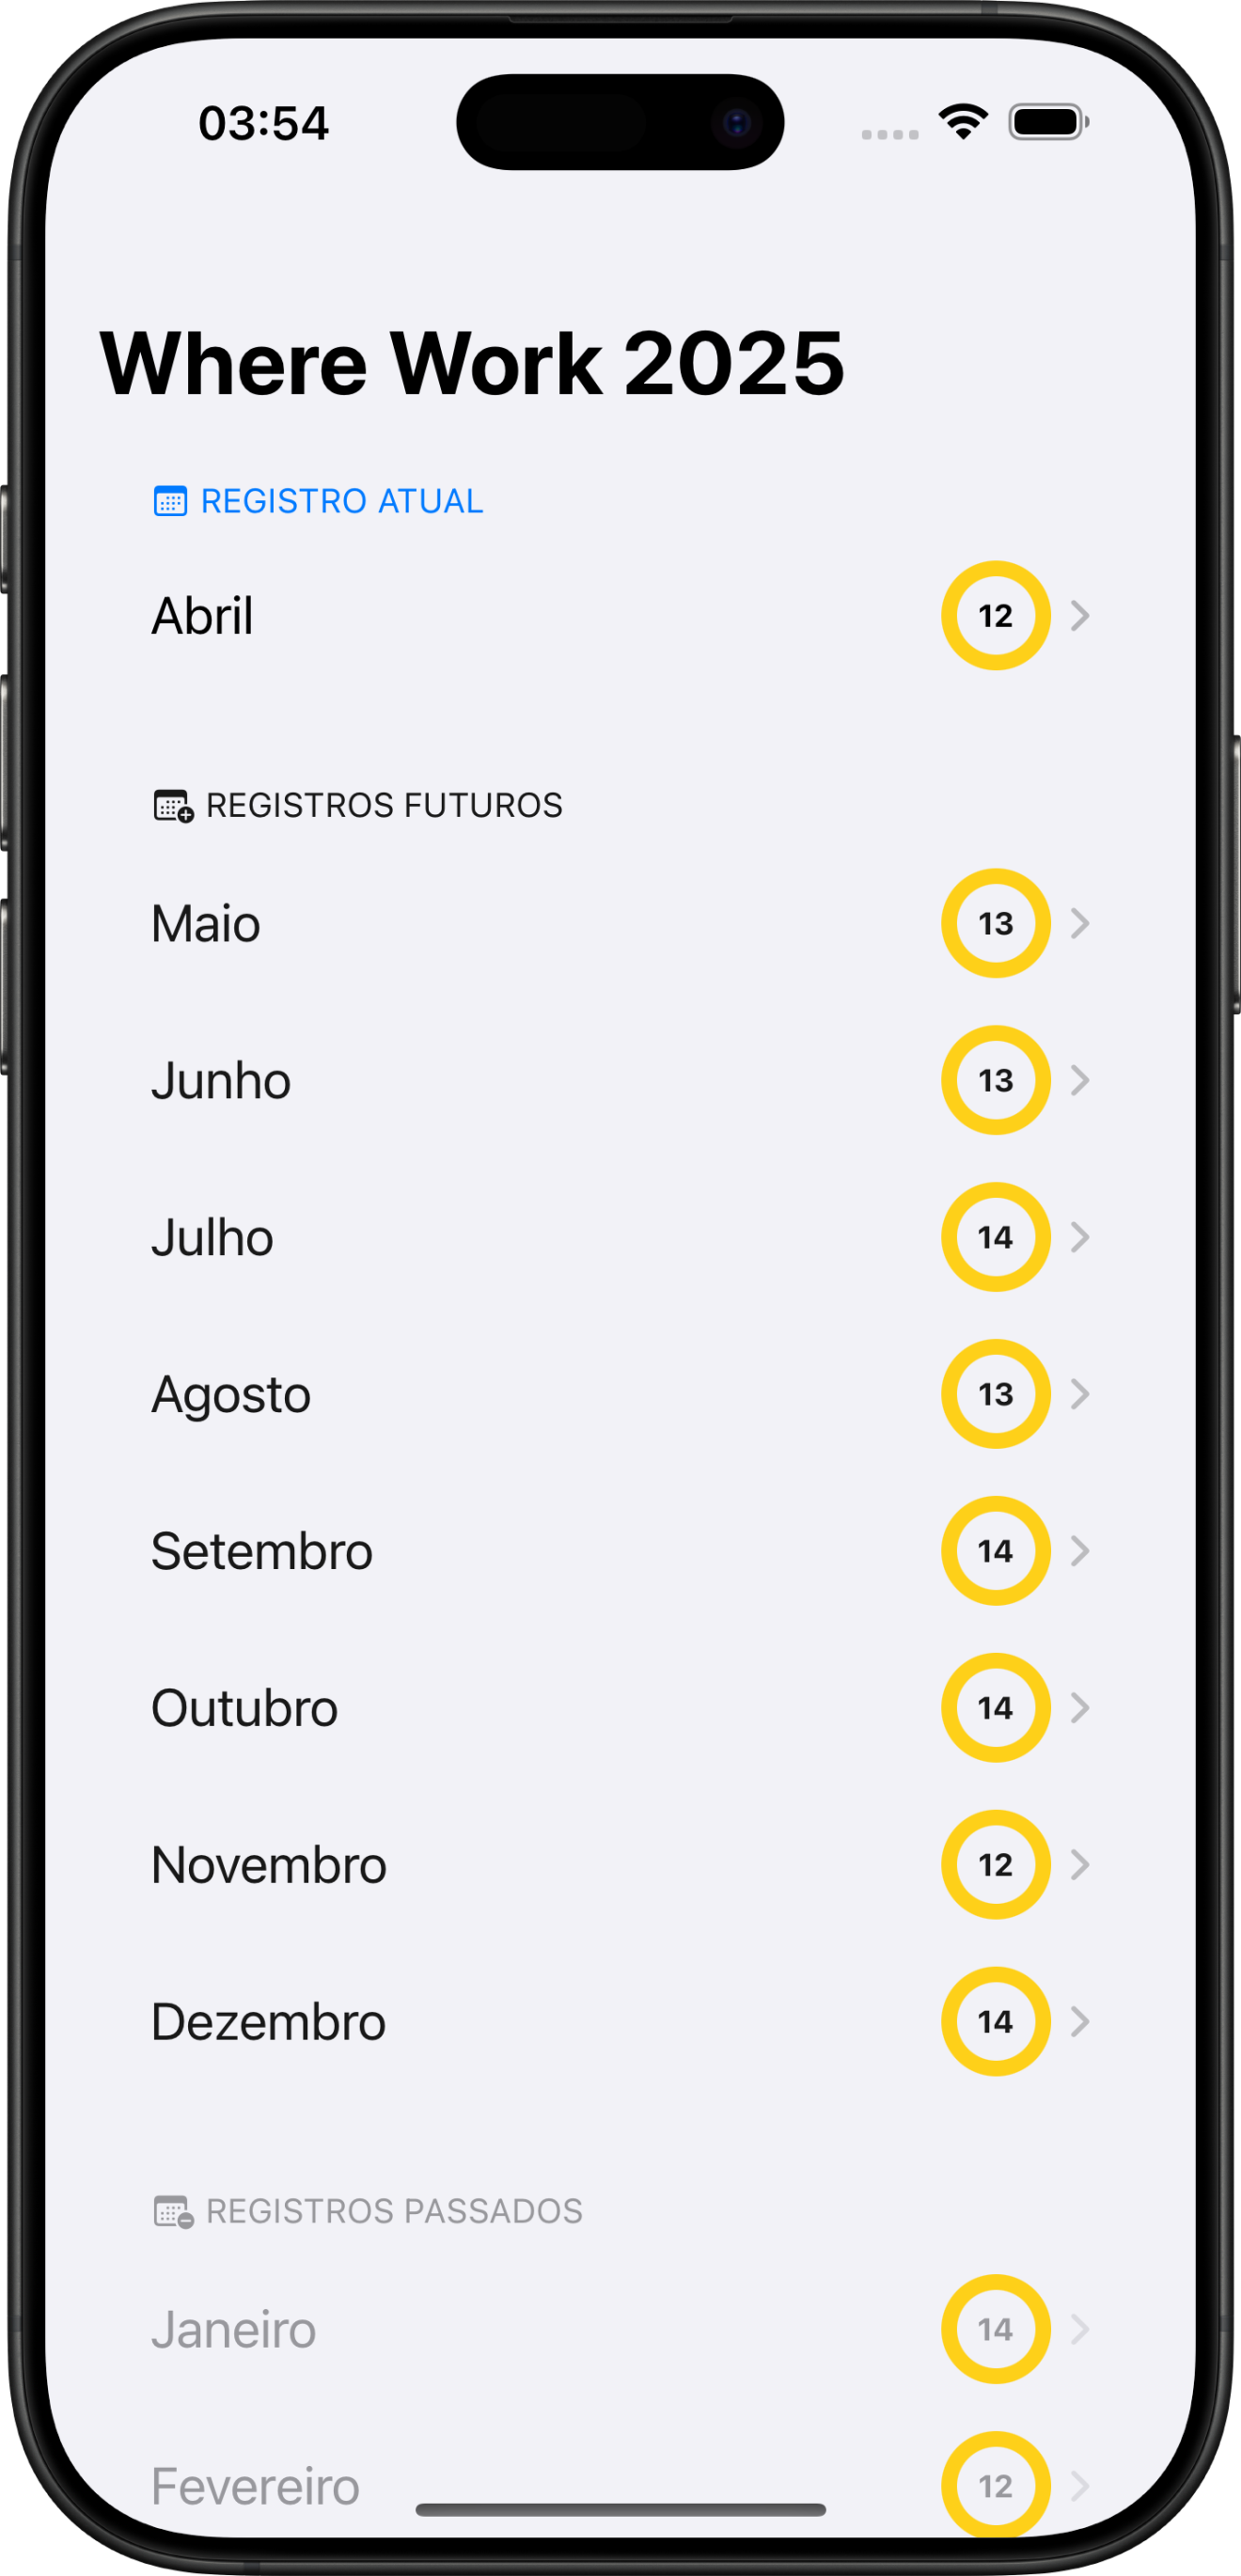 03:54
Where Work 2025
REGISTRO ATUAL
Abril 12
REGISTROS FUTUROS
Maio 13
Junho 13
Julho 14
Agosto 13
Setembro 14
Outubro 14
Novembro 12
Dezembro 14
REGISTROS PASSADOS
Janeiro 14
Fevereiro 12